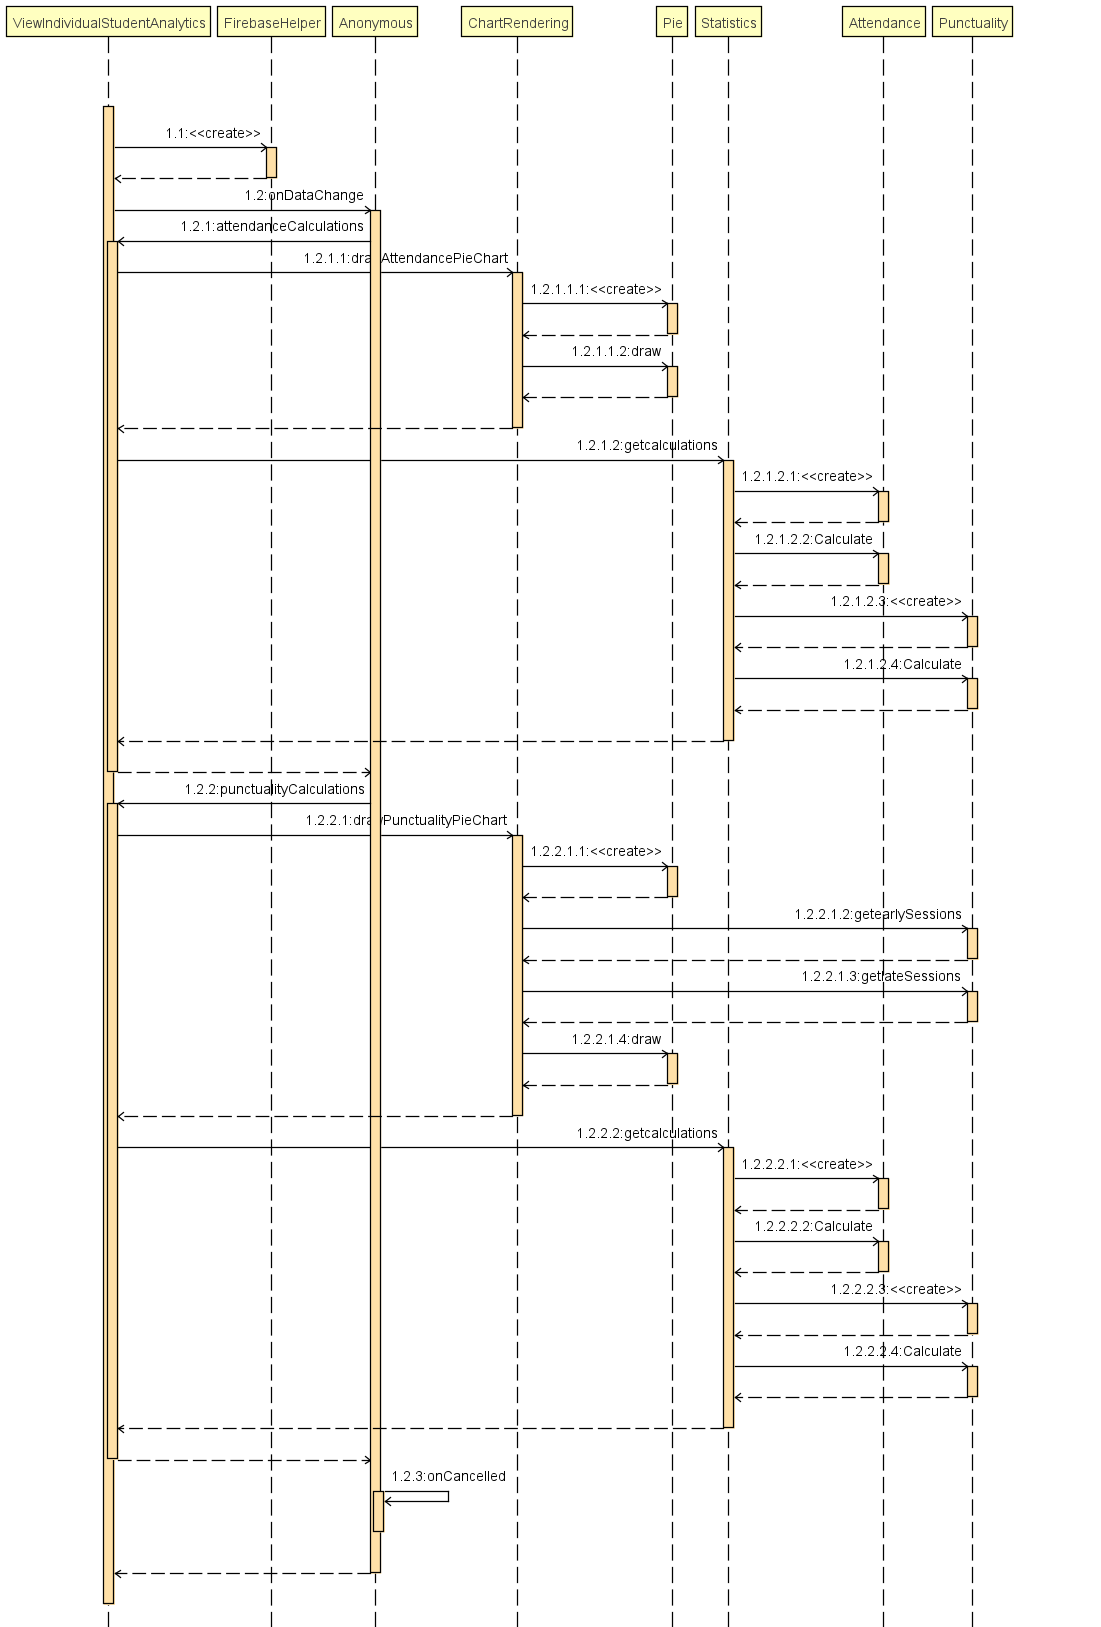 ViewIndividualStudentAnalytics
FirebaseHelper
Anonymous
ChartRendering
Pie
Statistics
Attendance
Punctuality
1.1:<<create>>
1.2:onDataChange
1.2.1:attendanceCalculations
1.2.1.1:drawAttendancePieChart
1.2.1.1.1:<<create>>
1.2.1.1.2:draw
1.2.1.2:getcalculations
1.2.1.2.1:<<create>>
1.2.1.2.2:Calculate
1.2.1.2.3:<<create>>
1.2.1.2.4:Calculate
1.2.2:punctualityCalculations
1.2.2.1:drawPunctualityPieChart
1.2.2.1.1:<<create>>
1.2.2.1.2:getearlySessions
1.2.2.1.3:getlateSessions
1.2.2.1.4:draw
1.2.2.2:getcalculations
1.2.2.2.1:<<create>>
1.2.2.2.2:Calculate
1.2.2.2.3:<<create>>
1.2.2.2.4:Calculate
1.2.3:onCancelled